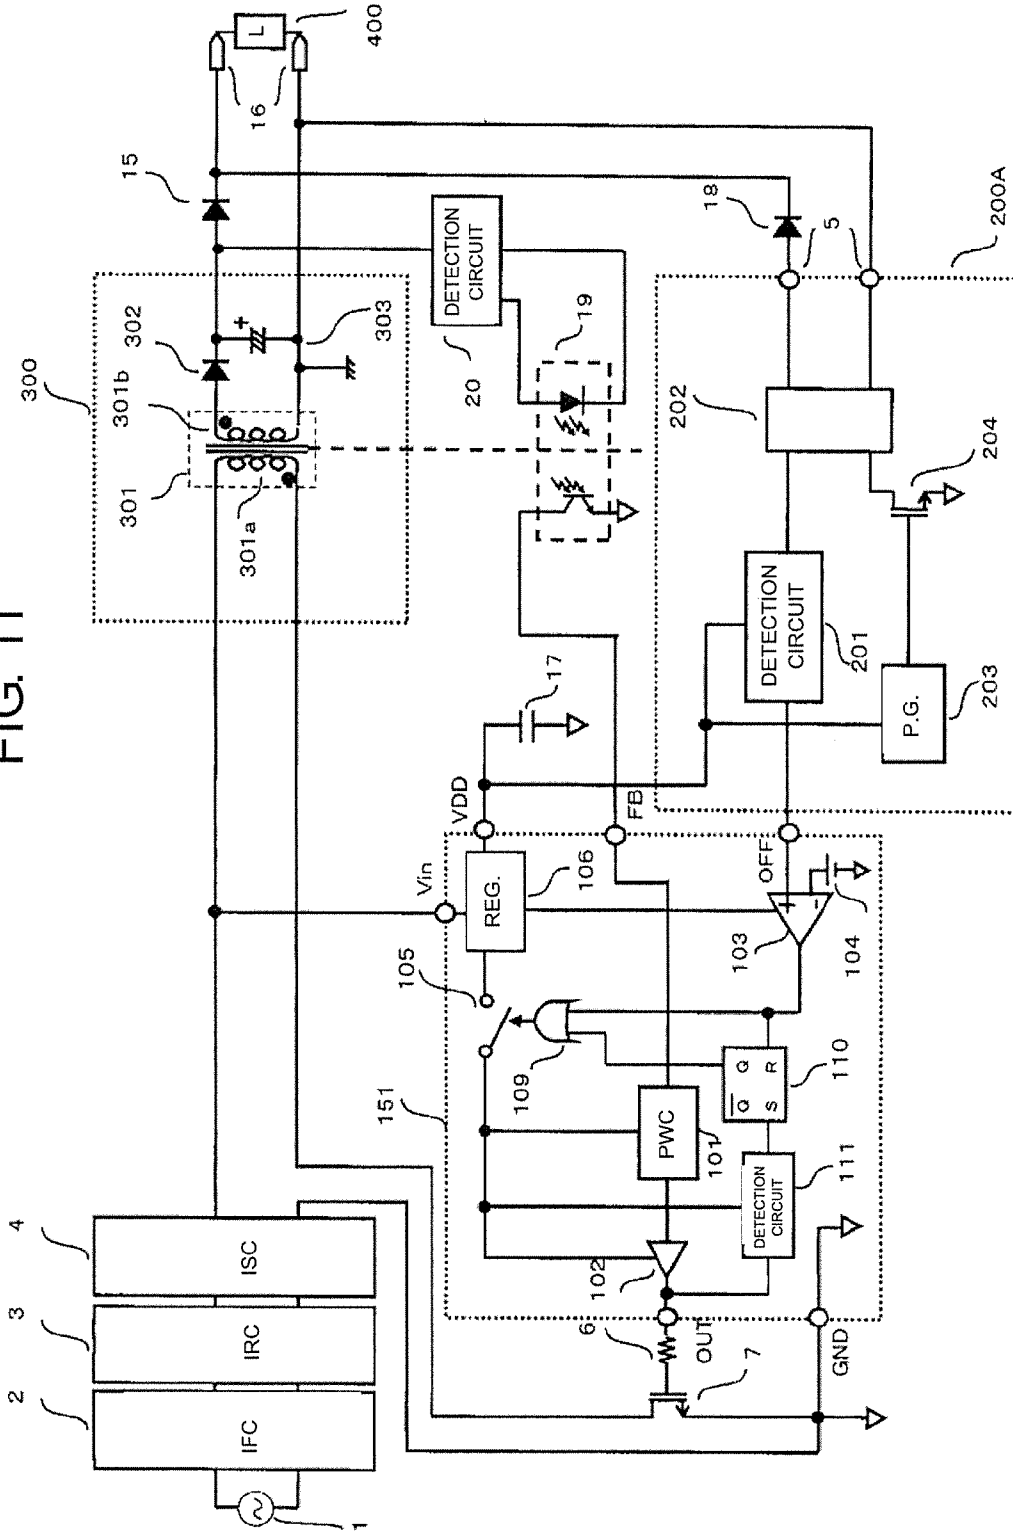 FIG. 11
1
2
3
4
IFC
IRC
ISC
300
301
301a
301b
302
+
303
15
16
L
400
DETECTION
CIRCUIT
20
19
18
5
200A
202
204
DETECTION
CIRCUIT
201
P.G.
203
17
VDD
FB
OFF
Vin
REG.
106
105
103
+
-
104
109
151
Q
Q
S
R
110
PWC
101
DETECTION
CIRCUIT
111
102
OUT
GND
6
7